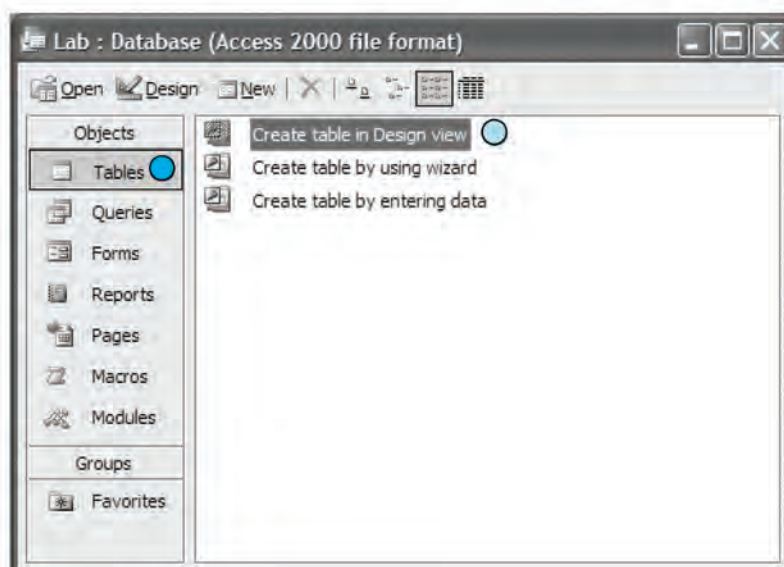 Lab : Database (Access 2000 file format)
Open Design New
Objects
Tables
Queries
Forms
Reports
Pages
Macros
Modules
Groups
Favorites
Create table in Design view
Create table by using wizard
Create table by entering data